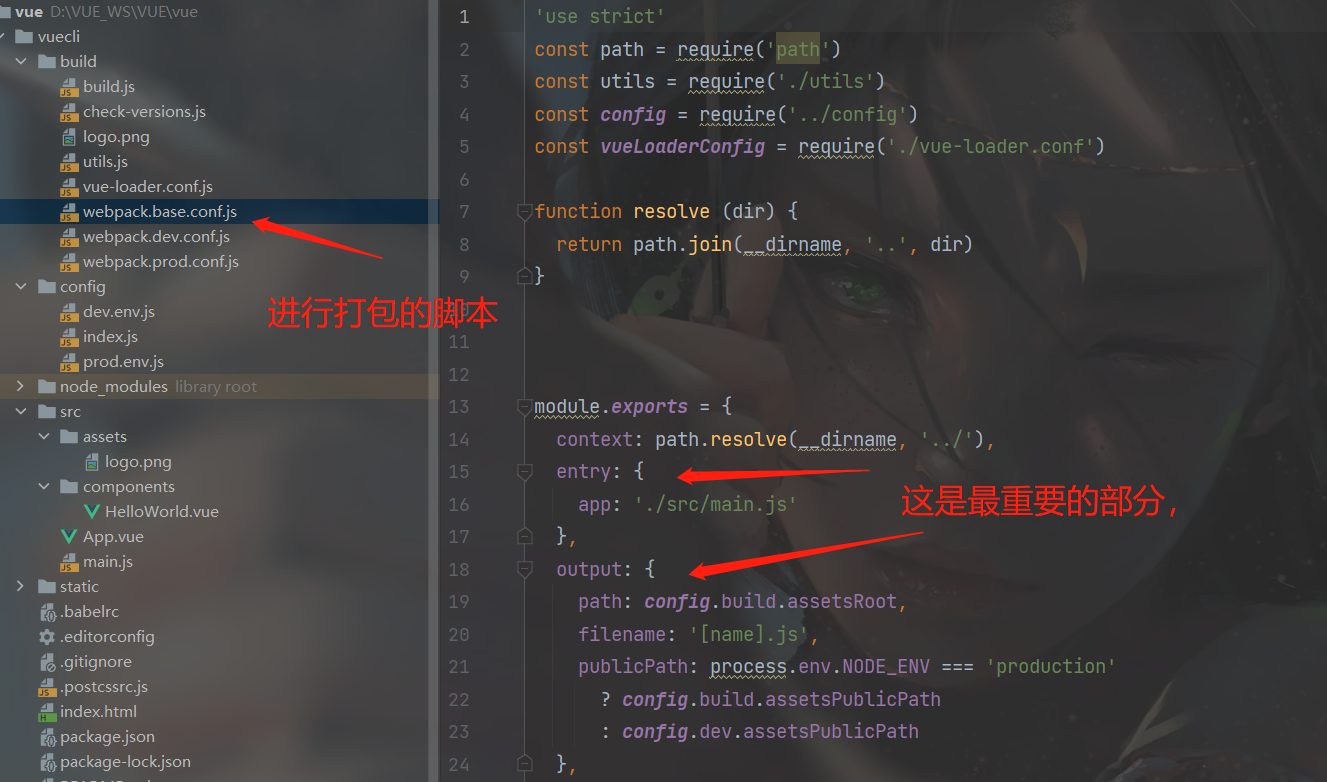 vue D:\VUE_WS\VUE\vue
vuecli
build
build.js
check-versions.js
logo.png
utils.js
vue-loader.conf.js
webpack.base.conf.js
webpack.dev.conf.js
webpack.prod.conf.js
config
dev.env.js
index.js
prod.env.js
node_modules library root
src
assets
logo.png
components
HelloWorld.vue
App.vue
main.js
static
.babelrc
.editorconfig
.gitignore
.postcssrc.js
index.html
package.json
package-lock.json
进行打包的脚本
1 'use strict'
2 const path = require('path')
3 const utils = require('./utils')
4 const config = require('../config')
5 const vueLoaderConfig = require('./vue-loader.conf')
6
7 function resolve (dir) {
8 return path.join(__dirname, '..', dir)
9 }
11
12
13 module.exports = {
14 context: path.resolve(__dirname, '../'),
15 entry: {
16 app: './src/main.js'
17 },
18 output: {
19 path: config.build.assetsRoot,
20 filename: '[name].js',
21 publicPath: process.env.NODE_ENV === 'production'
22 ? config.build.assetsPublicPath
23 : config.dev.assetsPublicPath
24 },
这是最重要的部分，